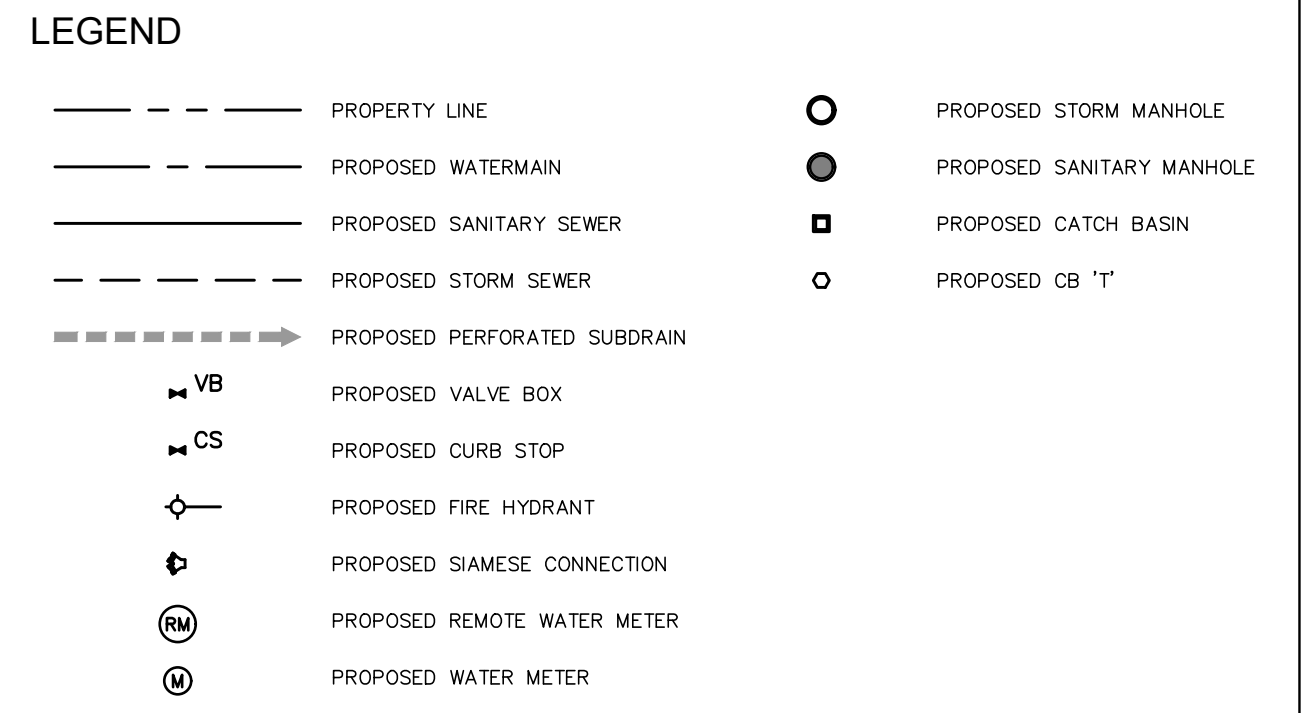 LEGEND
PROPERTY LINE
PROPOSED WATERMAIN
PROPOSED SANITARY SEWER
PROPOSED STORM SEWER
PROPOSED PERFORATED SUBDRAIN
VB PROPOSED VALVE BOX
CS PROPOSED CURB STOP
PROPOSED FIRE HYDRANT
PROPOSED SIAMESE CONNECTION
RM PROPOSED REMOTE WATER METER
M PROPOSED WATER METER
PROPOSED STORM MANHOLE
PROPOSED SANITARY MANHOLE
PROPOSED CATCH BASIN
PROPOSED CB 'T'